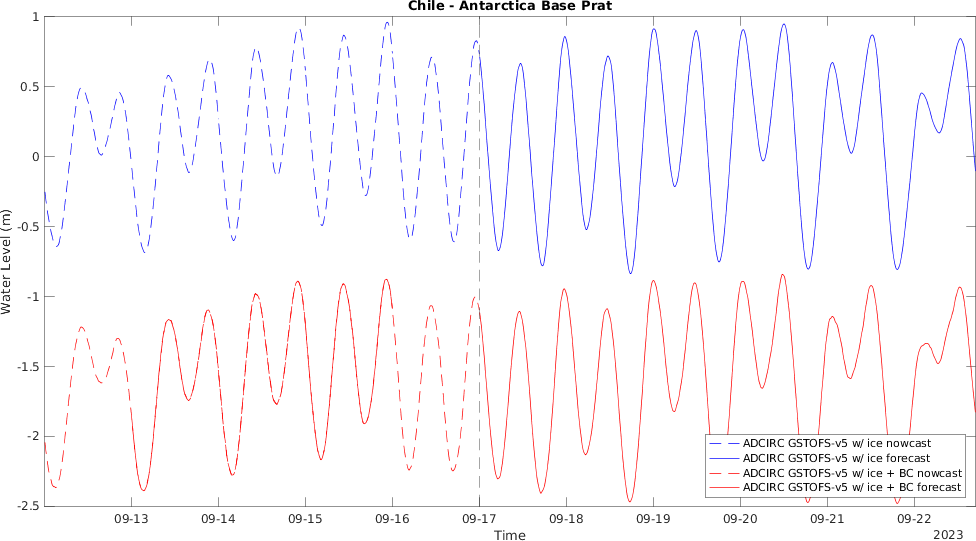 Chile - Antarctica Base Prat
1
0.5
0
-0.5
-1
-1.5
-2
-2.5
Water Level (m)
ADCIRC GSTOFS-v5 w/ ice nowcast
ADCIRC GSTOFS-v5 w/ ice forecast
ADCIRC GSTOFS-v5 w/ ice + BC nowcast
ADCIRC GSTOFS-v5 w/ ice + BC forecast
09-13 09-14 09-15 09-16 09-17 09-18 09-19 09-20 09-21 09-22
Time
2023